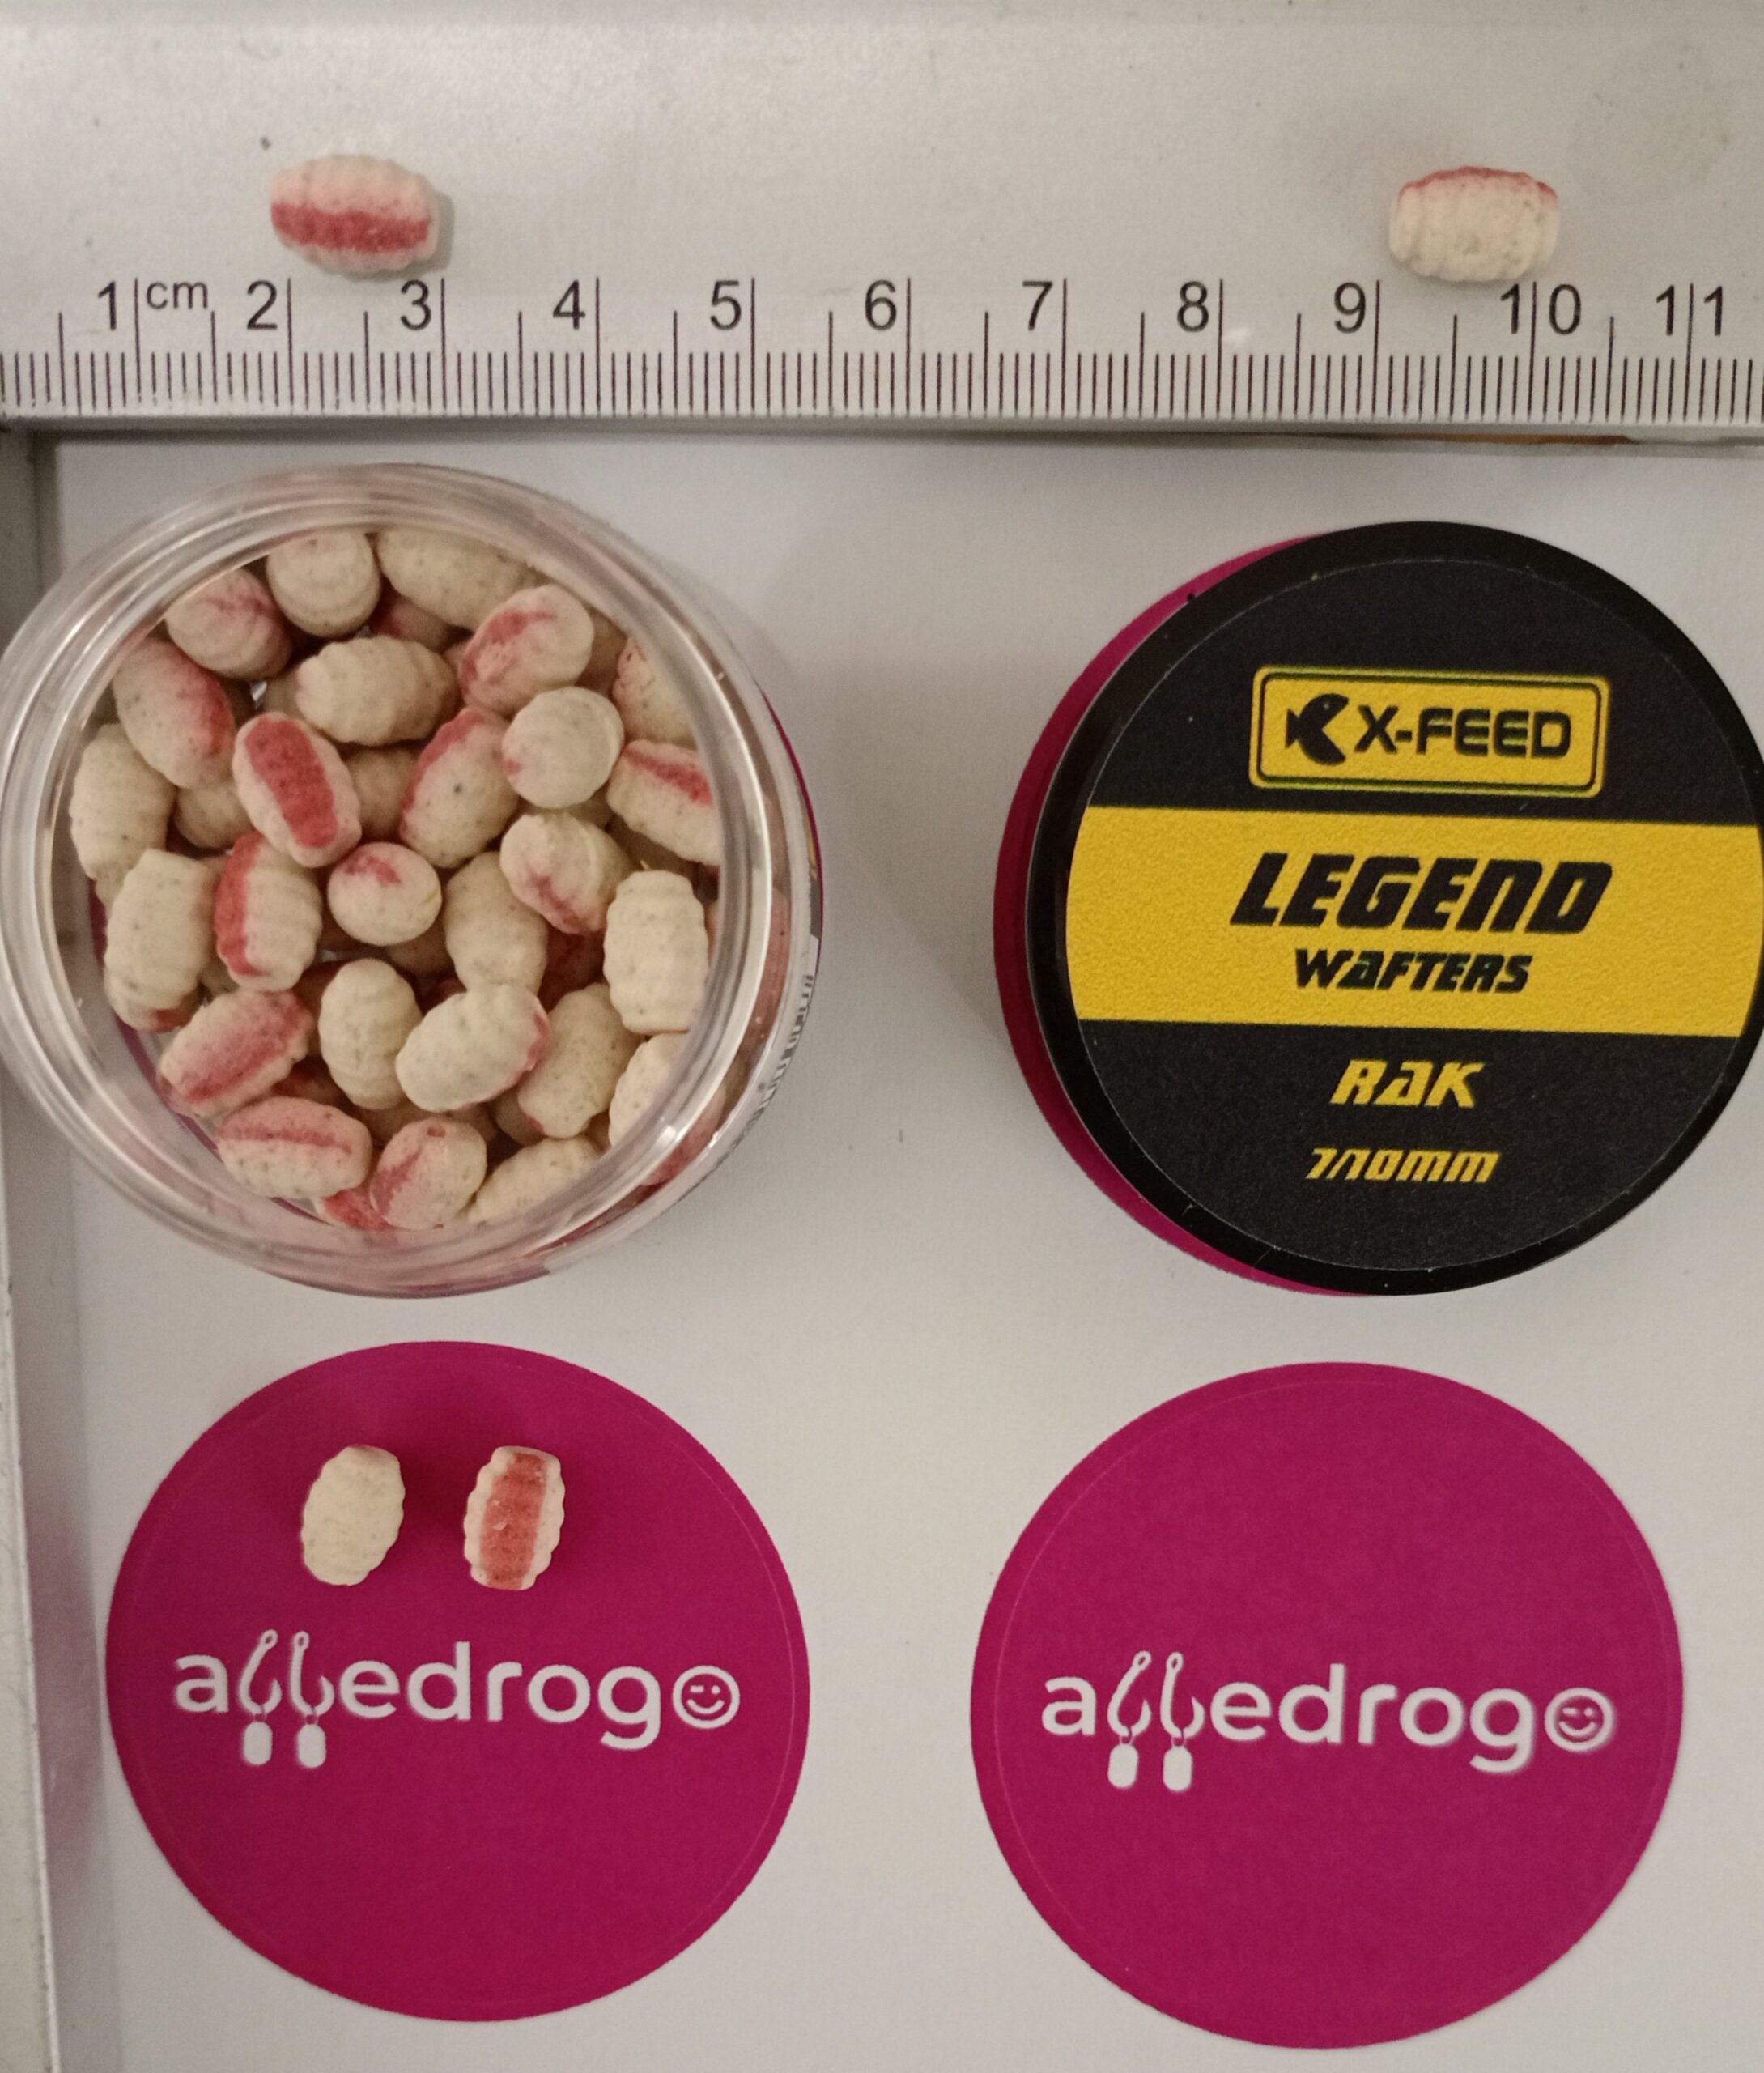 1 cm 2 3 4 5 6 7 8 9 10 11
X-FEED
LEGEND
WAFTERS
RAK
7/10mm
alledrogo
alledrogo